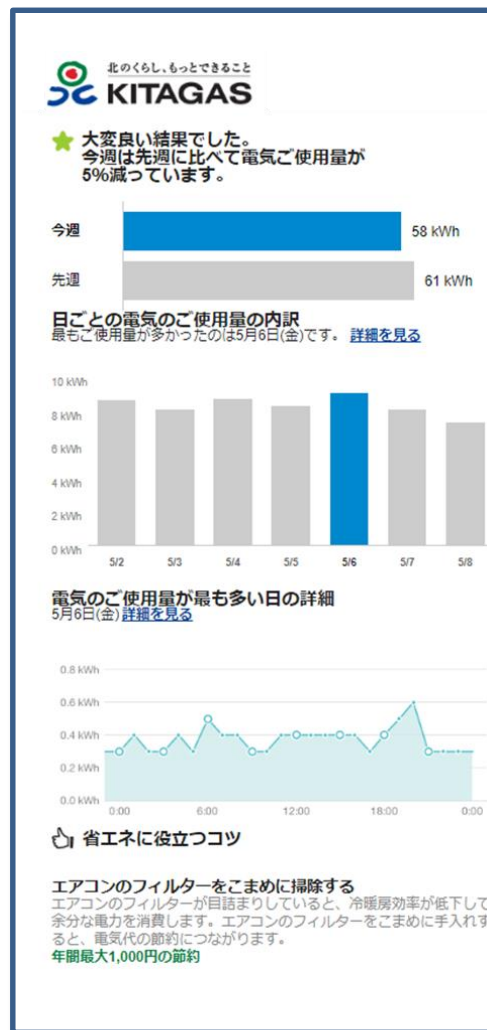 北のくらし、もっとできること
KITAGAS
大変良い結果でした。
今週は先週に比べて電気ご使用量が
5%減っています。
今週
58 kWh
先週
61 kWh
日ごとの電気のご使用量の内訳
最もご使用量が多かったのは5月6日(金)です。 詳細を見る
10 kWh
8 kWh
6 kWh
4 kWh
2 kWh
0 kWh
5/2 5/3 5/4 5/5 5/6 5/7 5/8
電気のご使用量が最も多い日の詳細
5月6日(金) 詳細を見る
0.8 kWh
0.6 kWh
0.4 kWh
0.2 kWh
0.0 kWh
0:00 6:00 12:00 18:00 0:00
省エネに役立つコツ
エアコンのフィルターをこまめに掃除する
エアコンのフィルターが目詰まりしていると、冷暖房効率が低下して
余分な電力を消費します。エアコンのフィルターをこまめに手入れす
ると、電気代の節約につながります。
年間最大1,000円の節約